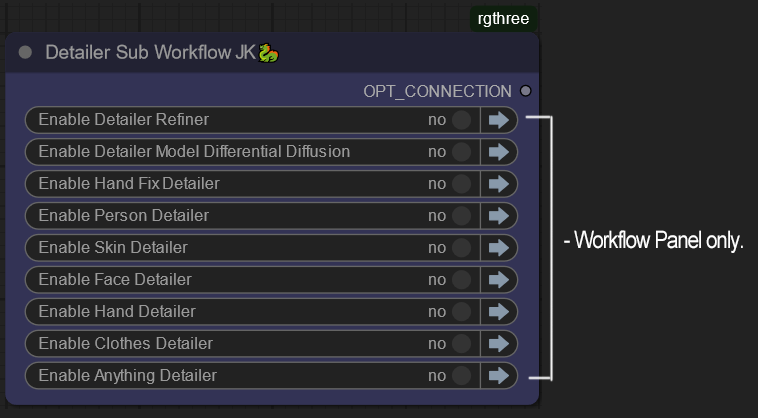 rgthree
Detailer Sub Workflow JK🐉
OPT_CONNECTION
Enable Detailer Refiner no
Enable Detailer Model Differential Diffusion no
Enable Hand Fix Detailer no
Enable Person Detailer no
Enable Skin Detailer no
Enable Face Detailer no
- Workflow Panel only.
Enable Hand Detailer no
Enable Clothes Detailer no
Enable Anything Detailer no